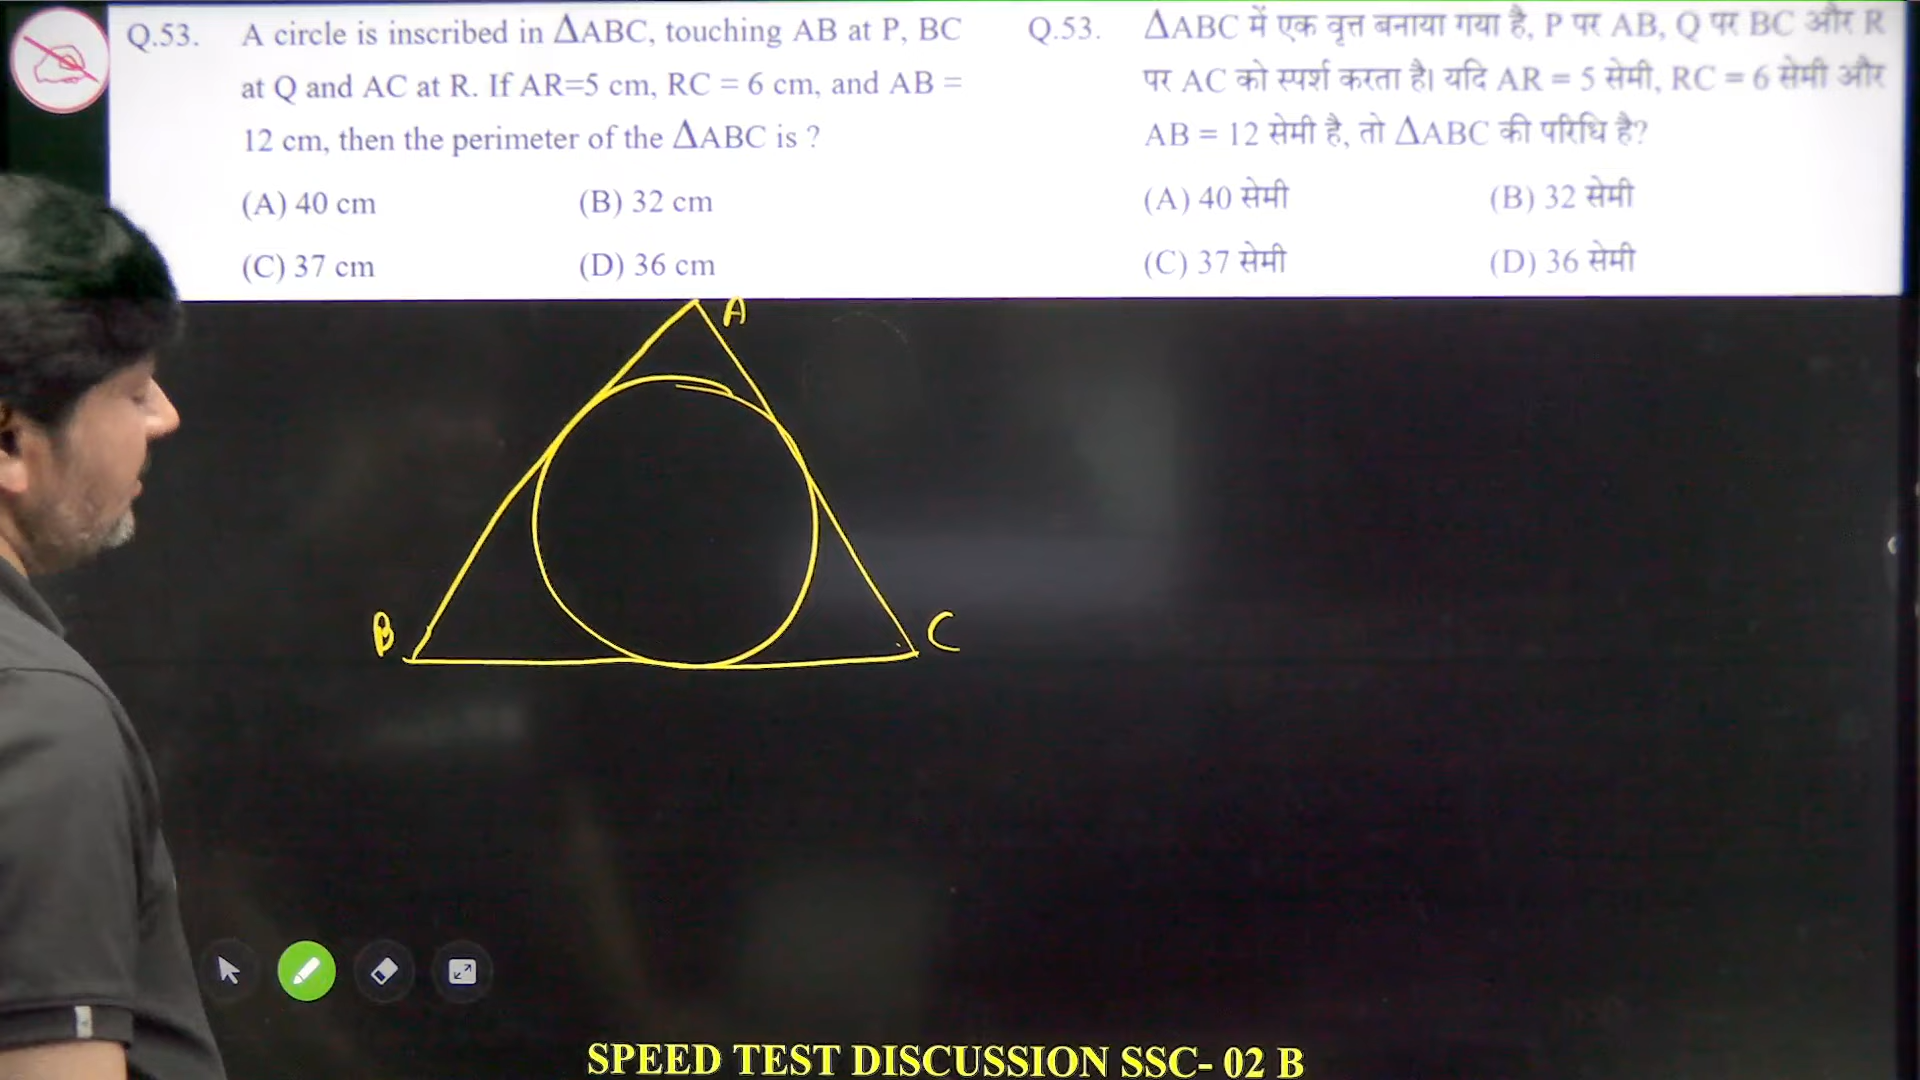 Q.53. A circle is inscribed in ΔABC, touching AB at P, BC
at Q and AC at R. If AR=5 cm, RC = 6 cm, and AB =
12 cm, then the perimeter of the ΔABC is ?
(A) 40 cm (B) 32 cm
(C) 37 cm (D) 36 cm
Q.53. ΔABC में एक वृत्त बनाया गया है, P पर AB, Q पर BC और R
पर AC को स्पर्श करता है। यदि AR = 5 सेमी, RC = 6 सेमी और
AB = 12 सेमी है, तो ΔABC की परिधि है?
(A) 40 सेमी (B) 32 सेमी
(C) 37 सेमी (D) 36 सेमी
A
B
C
SPEED TEST DISCUSSION SSC- 02 B